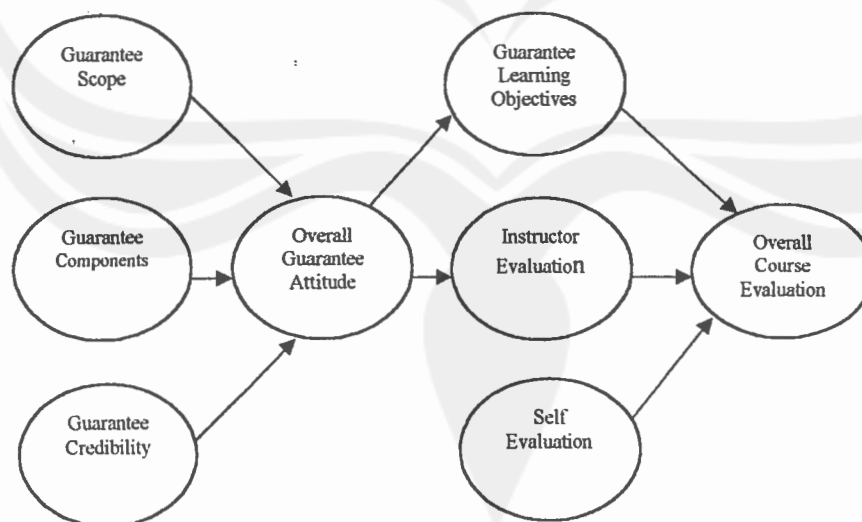 Guarantee
Scope
Guarantee
Learning
Objectives
Guarantee
Components
Overall
Guarantee
Attitude
Instructor
Evaluation
Overall
Course
Evaluation
Guarantee
Credibility
Self
Evaluation